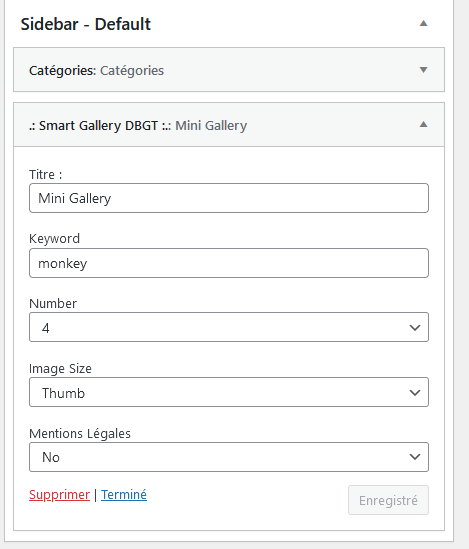 Sidebar - Default
Catégories: Catégories
.: Smart Gallery DBGT :.: Mini Gallery
Titre :
Mini Gallery
Keyword
monkey
Number
4
Image Size
Thumb
Mentions Légales
No
Supprimer | Terminé
Enregistré